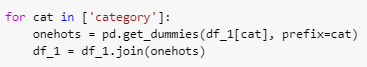 for cat in ['category']:
    onehots = pd.get_dummies(df_1[cat], prefix=cat)
    df_1 = df_1.join(onehots)